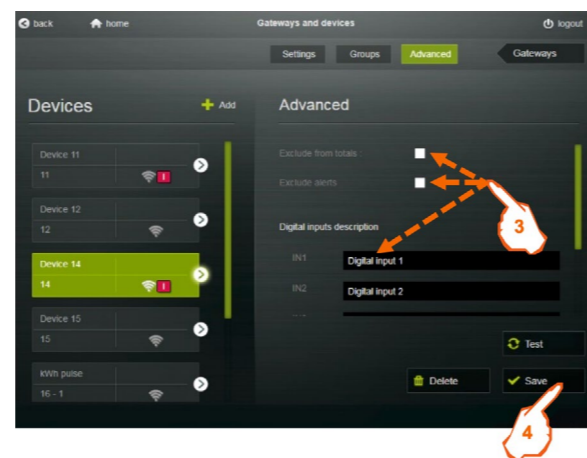 back home Gateways and devices logout
Settings Groups Advanced Gateways
Devices Add
Advanced
Device 11
11 I
Device 12
12
Device 14
14 I
Device 15
15
kWh pulse
16 - 1
Exclude from totals :
Exclude alerts
Digital inputs description
IN1 Digital input 1
IN2 Digital input 2
Test
Delete Save
3
4